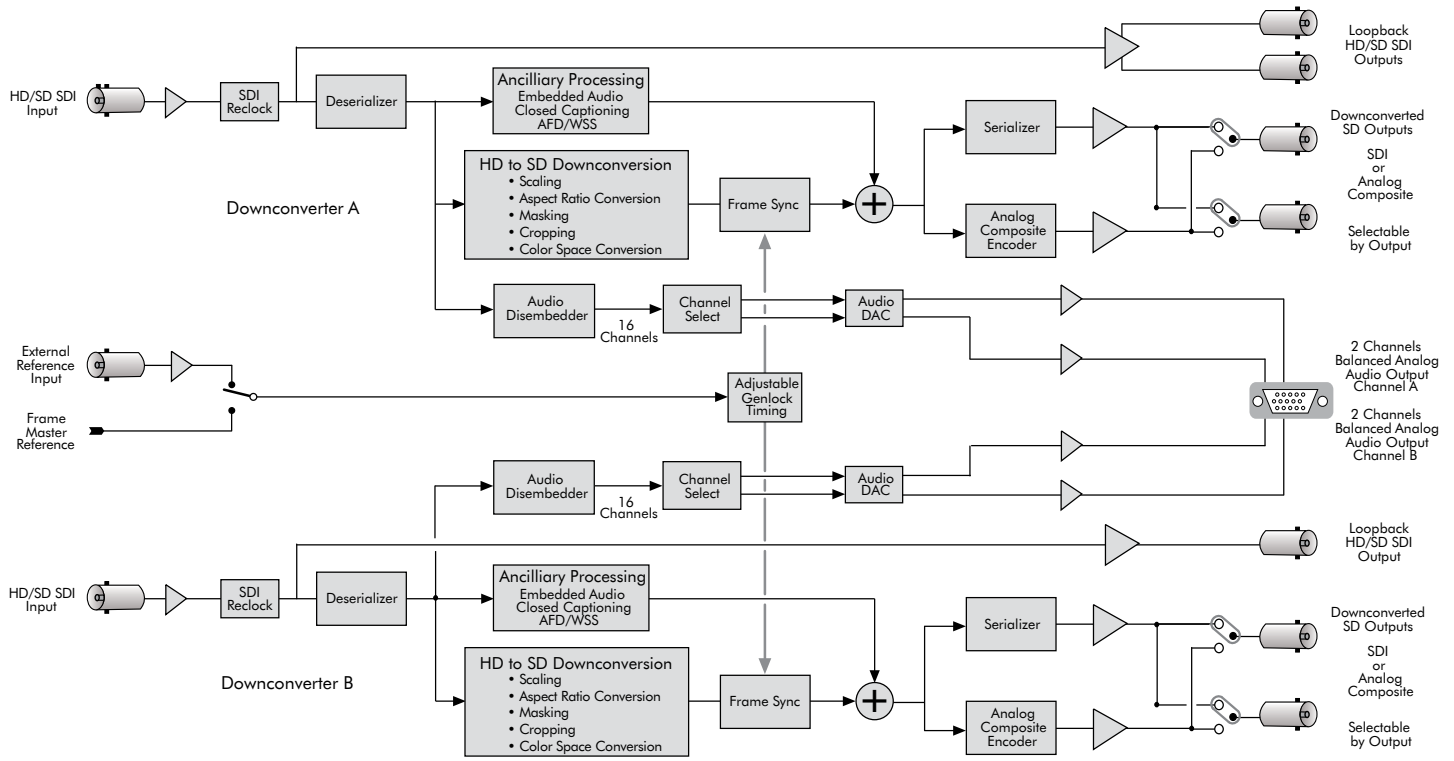 Loopback
HD/SD SDI
Outputs
HD/SD SDI
Input
SDI
Reclock
Deserializer
Ancilliary Processing
Embedded Audio
Closed Captioning
AFD/WSS
Serializer
Downconverted
SD Outputs
SDI
or
Analog
Composite
Selectable
by Output
Downconverter A
HD to SD Downconversion
• Scaling
• Aspect Ratio Conversion
• Masking
• Cropping
• Color Space Conversion
Frame Sync
Analog
Composite
Encoder
Audio
Disembedder
16
Channels
Channel
Select
Audio
DAC
External
Reference
Input
Frame
Master
Reference
Adjustable
Genlock
Timing
2 Channels
Balanced Analog
Audio Output
Channel A
2 Channels
Balanced Analog
Audio Output
Channel B
Audio
Disembedder
16
Channels
Channel
Select
Audio
DAC
Loopback
HD/SD SDI
Output
HD/SD SDI
Input
SDI
Reclock
Deserializer
Ancilliary Processing
Embedded Audio
Closed Captioning
AFD/WSS
Serializer
Downconverted
SD Outputs
SDI
or
Analog
Composite
Selectable
by Output
Downconverter B
HD to SD Downconversion
• Scaling
• Aspect Ratio Conversion
• Masking
• Cropping
• Color Space Conversion
Frame Sync
Analog
Composite
Encoder